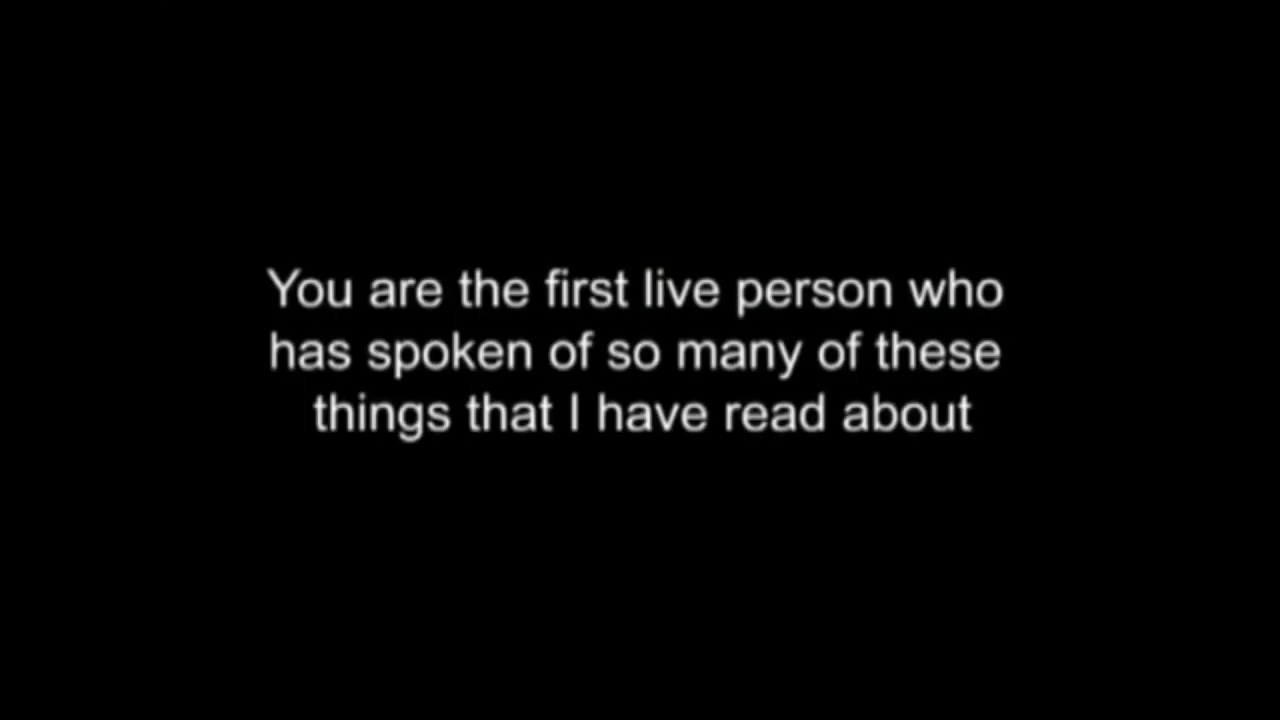 You are the first live person who
has spoken of so many of these
things that I have read about